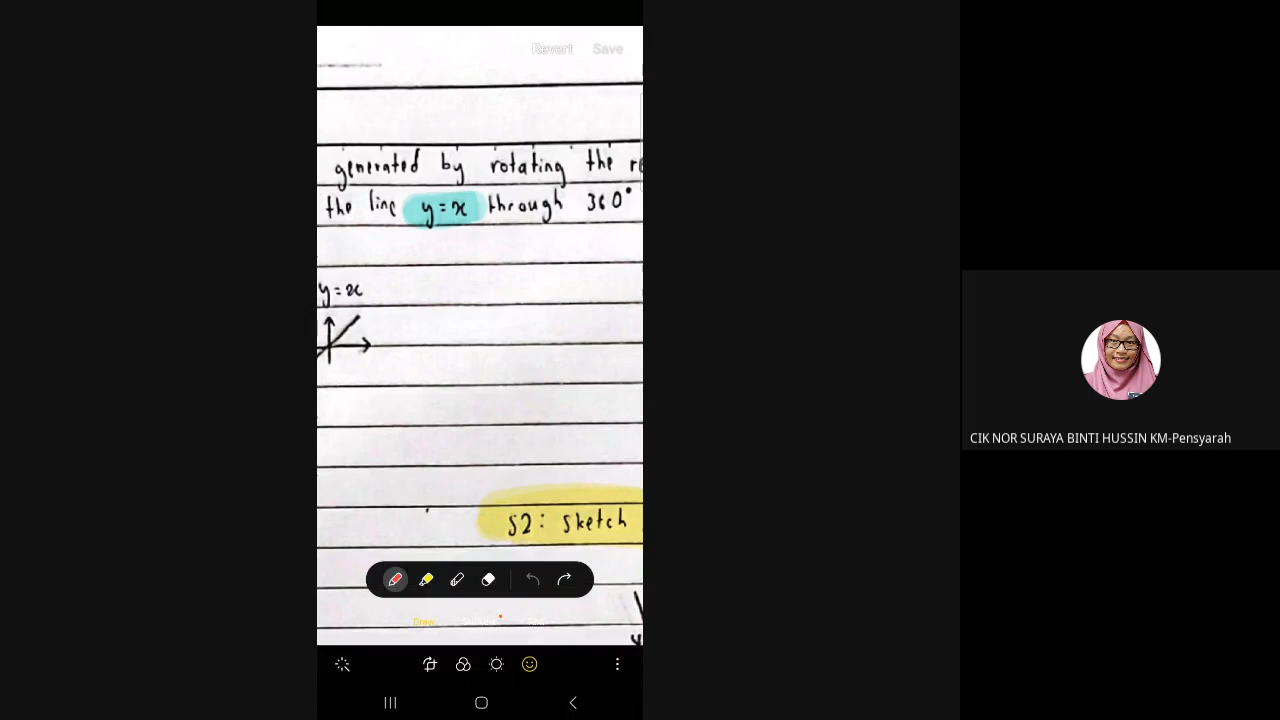 Revert Save
generated by rotating the
the line y=x through 360°
y=x
S2: sketch
Draw
CIK NOR SURAYA BINTI HUSSIN KM-Pensyarah